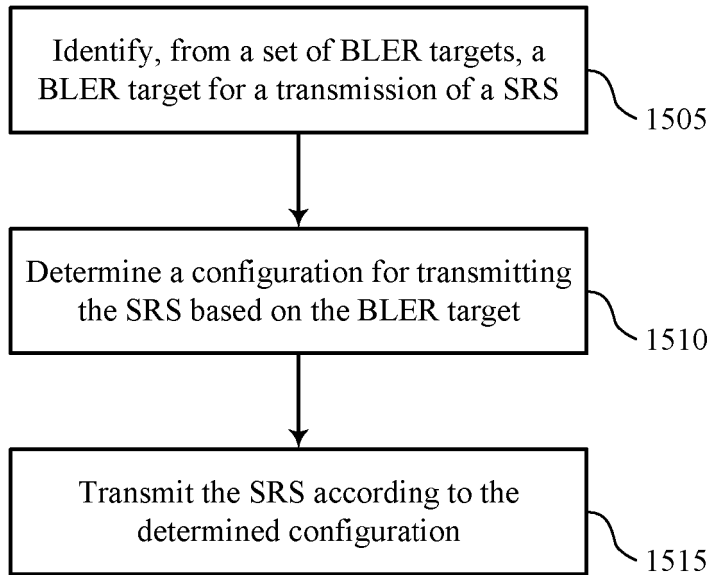 Identify, from a set of BLER targets, a
BLER target for a transmission of a SRS
1505
Determine a configuration for transmitting
the SRS based on the BLER target
1510
Transmit the SRS according to the
determined configuration
1515